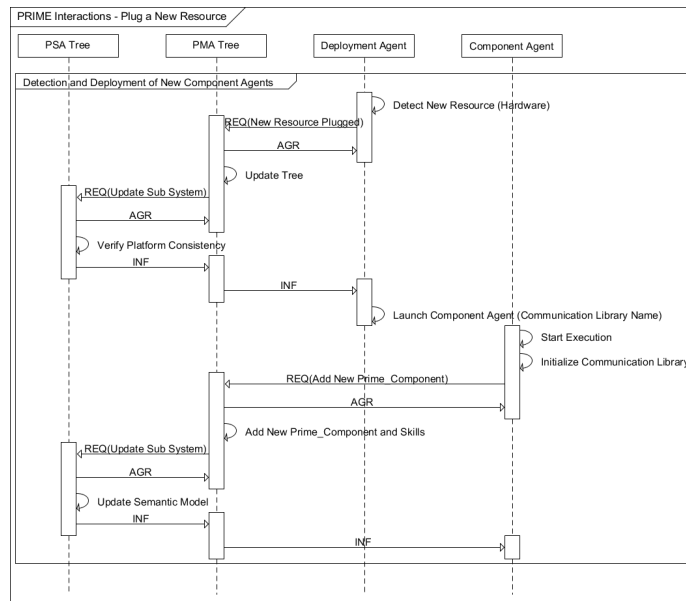 PRIME Interactions - Plug a New Resource
PSA Tree
PMA Tree
Deployment Agent
Component Agent
Detection and Deployment of New Component Agents
Detect New Resource (Hardware)
REQ(New Resource Plugged)
AGR
Update Tree
REQ(Update Sub System)
AGR
Verify Platform Consistency
INF
INF
Launch Component Agent (Communication Library Name)
Start Execution
Initialize Communication Library
REQ(Add New Prime_Component)
AGR
Add New Prime_Component and Skills
REQ(Update Sub System)
AGR
Update Semantic Model
INF
INF